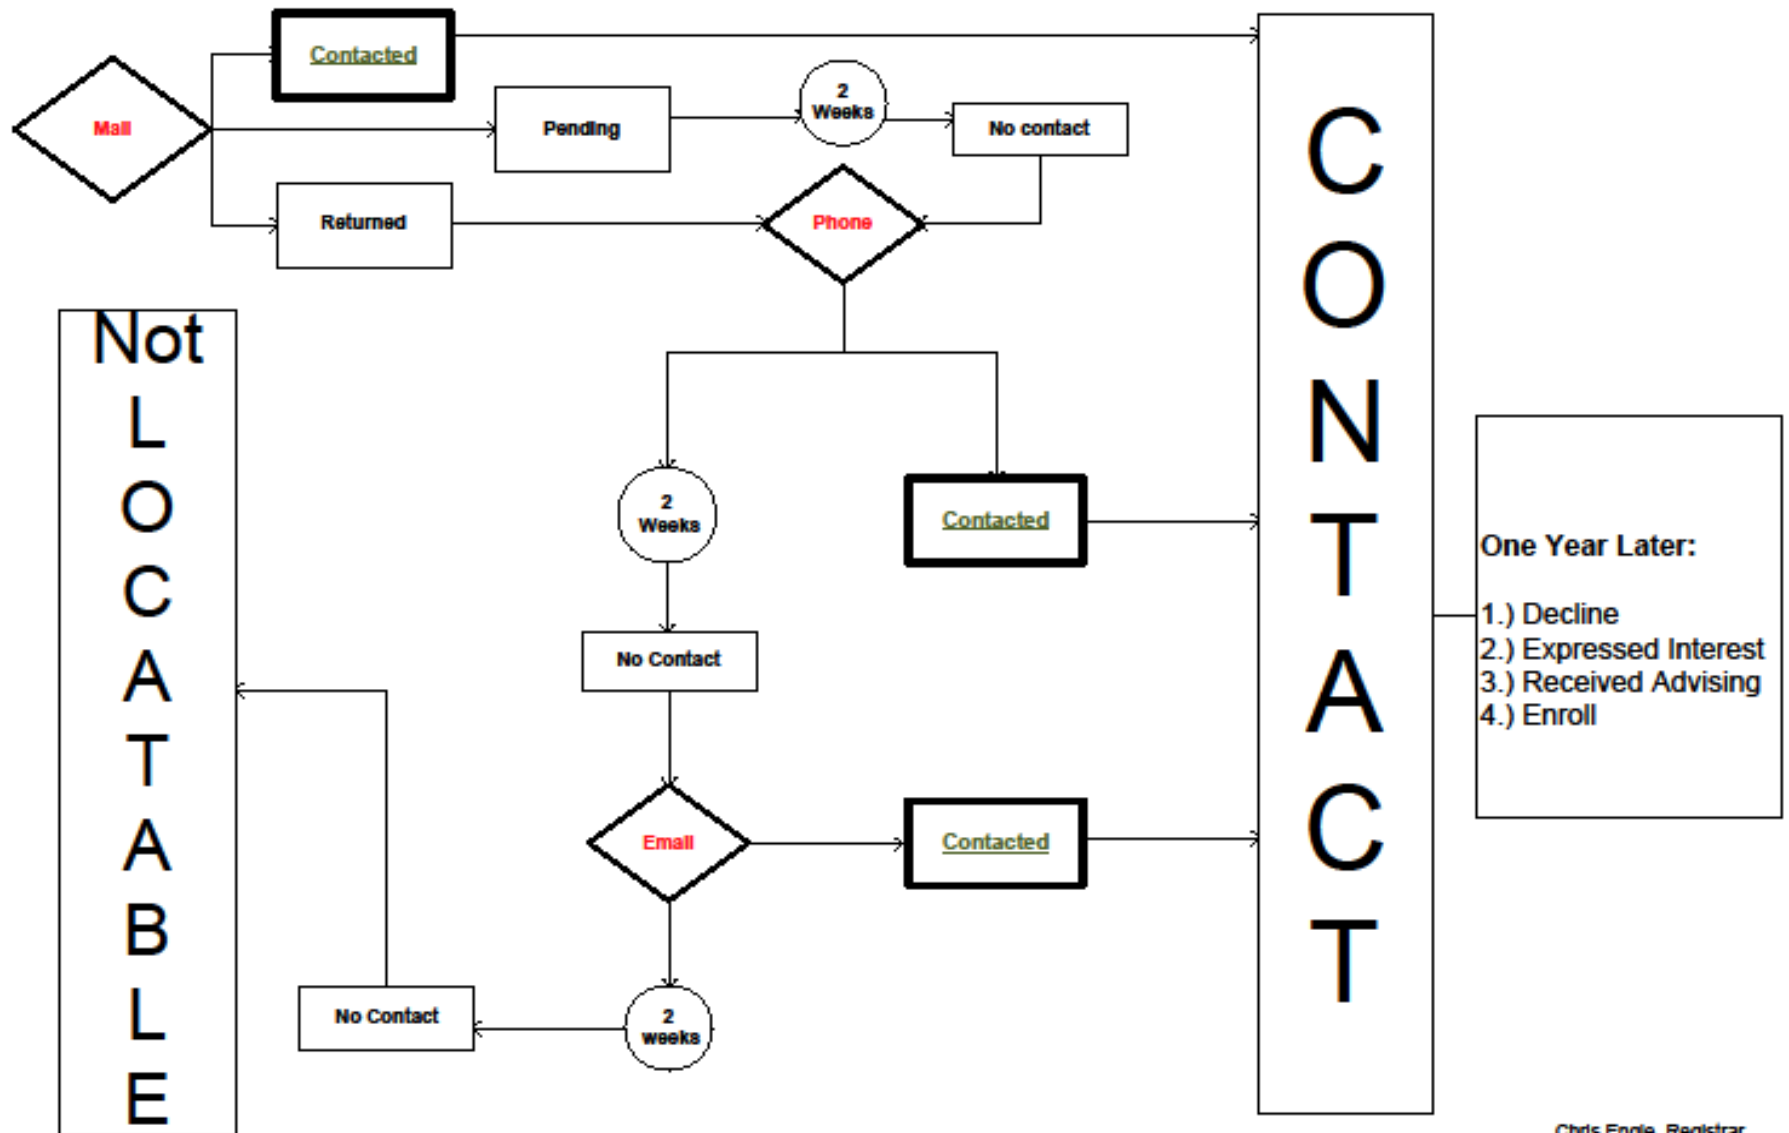 Contacted
Mail
Pending
2
Weeks
No contact
Returned
Phone
Not
L
O
C
A
T
A
B
L
E
2
Weeks
Contacted
No Contact
Email
Contacted
No Contact
2
weeks
C
O
N
T
A
C
T
One Year Later:
1.) Decline
2.) Expressed Interest
3.) Received Advising
4.) Enroll
Chris Engle, Registrar